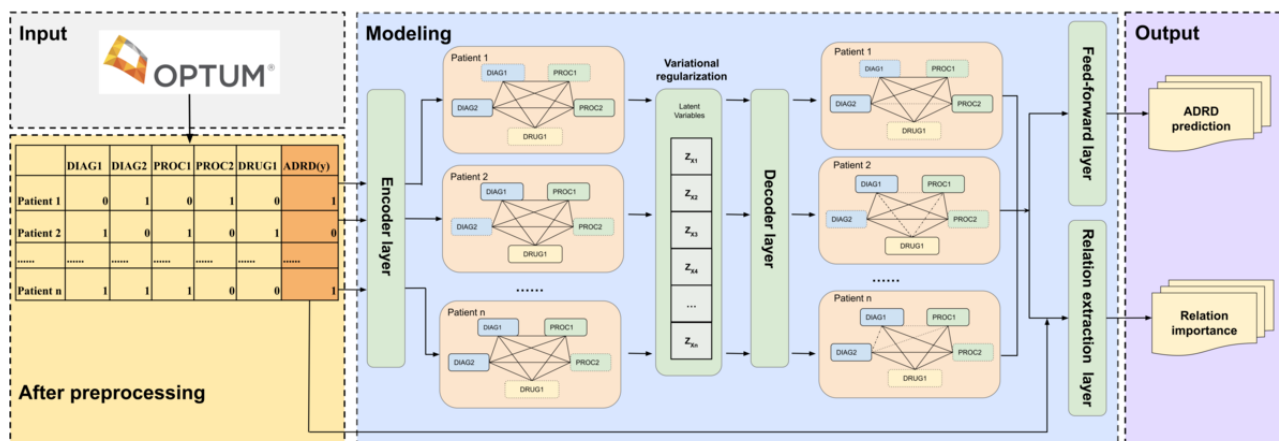 Input
OPTUM®
DIAG1 DIAG2 PROC1 PROC2 DRUG1 ADRD(y)
Patient 1 0 1 0 1 0 1
Patient 2 1 0 1 0 1 0
...... ...... ...... ...... ...... ...... ......
Patient n 1 1 1 0 0 1
After preprocessing
Modeling
Encoder layer
Patient 1
DIAG1 PROC1
DIAG2 PROC2
DRUG1
Patient 2
DIAG1 PROC1
DIAG2 PROC2
DRUG1
......
Patient n
DIAG1 PROC1
DIAG2 PROC2
DRUG1
Variational
regularization
Latent
Variables
ZX1
ZX2
ZX3
ZX4
...
ZXn
Decoder layer
Patient 1
DIAG1 PROC1
DIAG2 PROC2
DRUG1
Patient 2
DIAG1 PROC1
DIAG2 PROC2
DRUG1
......
Patient n
DIAG1 PROC1
DIAG2 PROC2
DRUG1
Feed-forward layer
Relation extraction layer
Output
ADRD
prediction
Relation
importance